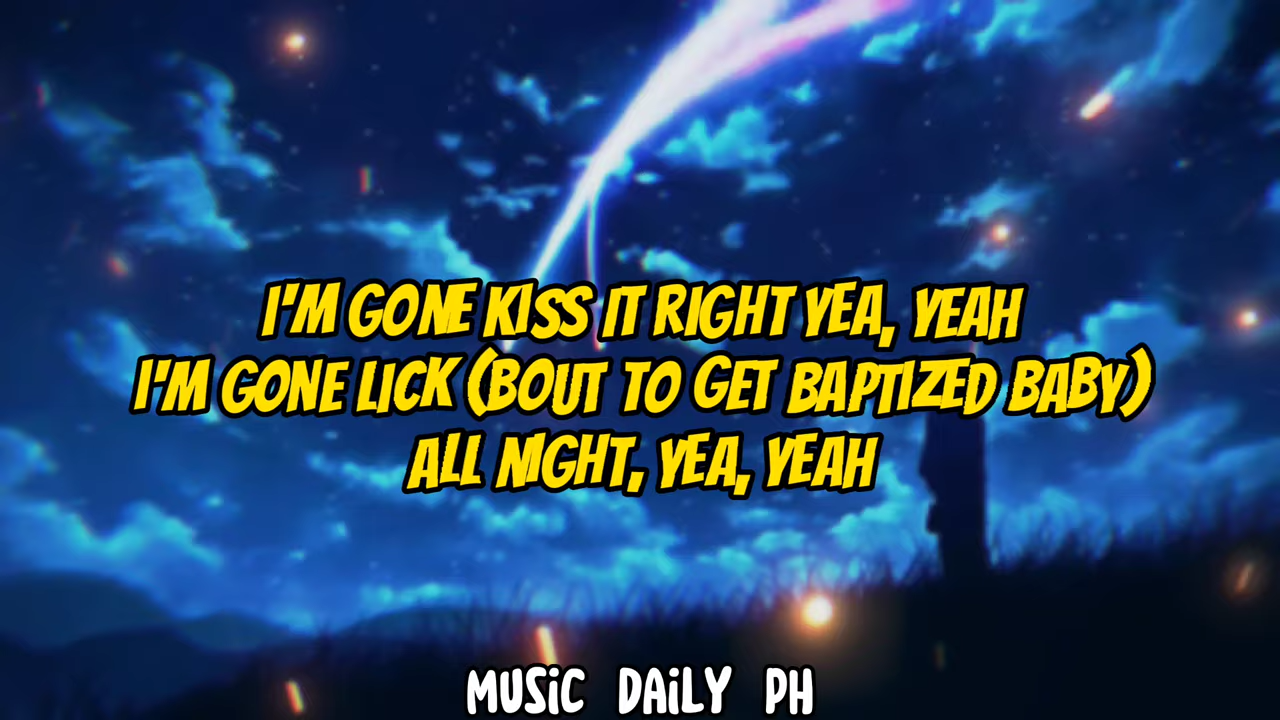 I'M GONE KISS IT RIGHT YEA, YEAH
I'M GONE LICK (BOUT TO GET BAPTIZED BABY)
ALL NIGHT, YEA, YEAH
MUSIC DAILY PH